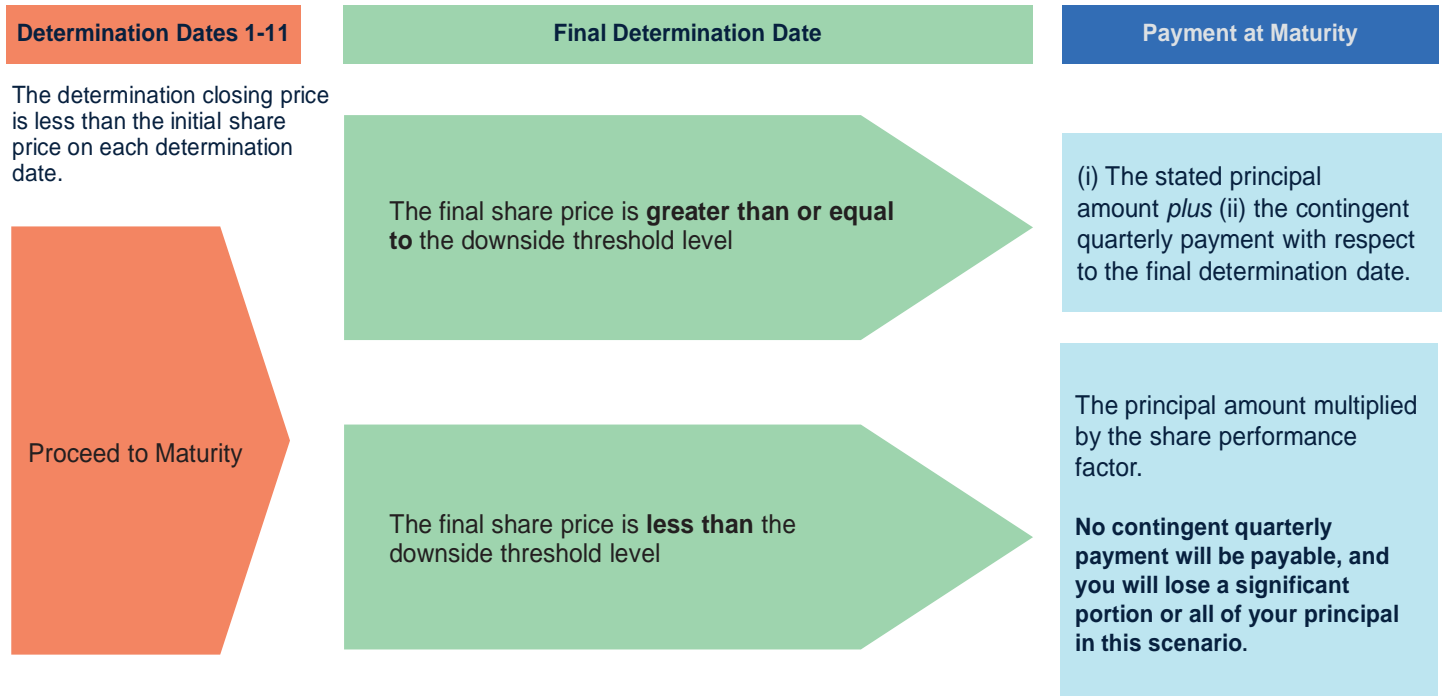 Determination Dates 1-11
Final Determination Date
Payment at Maturity
The determination closing price
is less than the initial share
price on each determination
date.
Proceed to Maturity
The final share price is greater than or equal
to the downside threshold level
(i) The stated principal
amount plus (ii) the contingent
quarterly payment with respect
to the final determination date.
The final share price is less than the
downside threshold level
The principal amount multiplied
by the share performance
factor.
No contingent quarterly
payment will be payable, and
you will lose a significant
portion or all of your principal
in this scenario.